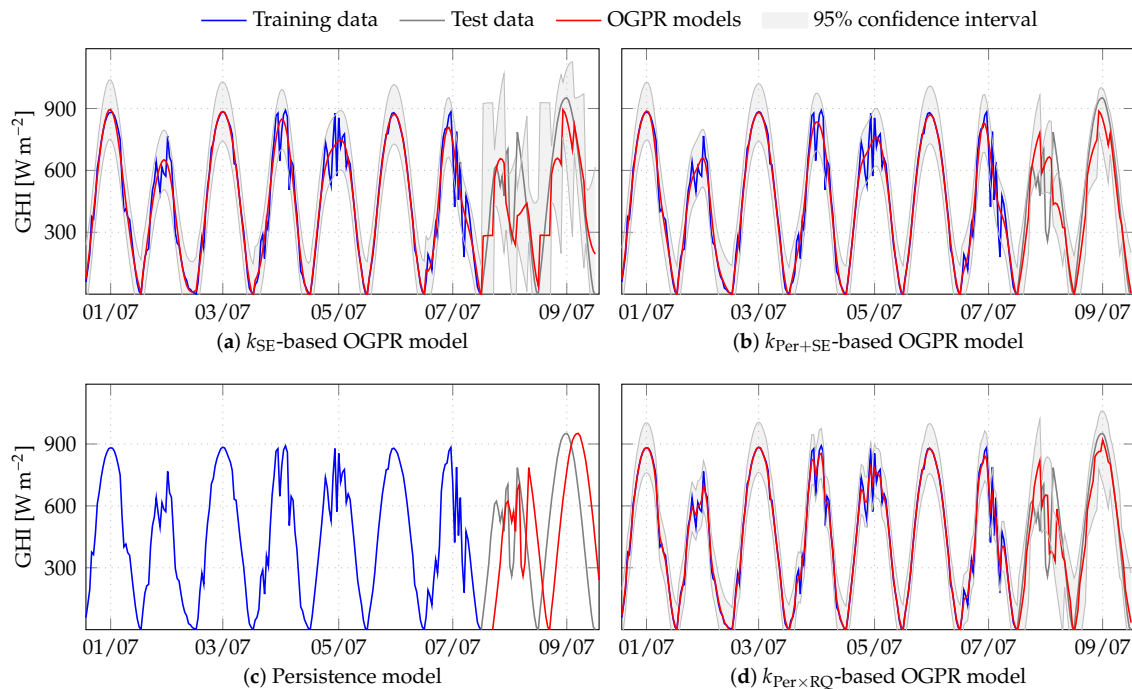 Training data Test data OGPR models 95% confidence interval
GHI [W m−2]
900
600
300
01/07 03/07 05/07 07/07 09/07
(a) kSE-based OGPR model
01/07 03/07 05/07 07/07 09/07
(b) kPer+SE-based OGPR model
GHI [W m−2]
900
600
300
01/07 03/07 05/07 07/07 09/07
(c) Persistence model
01/07 03/07 05/07 07/07 09/07
(d) kPer×RQ-based OGPR model